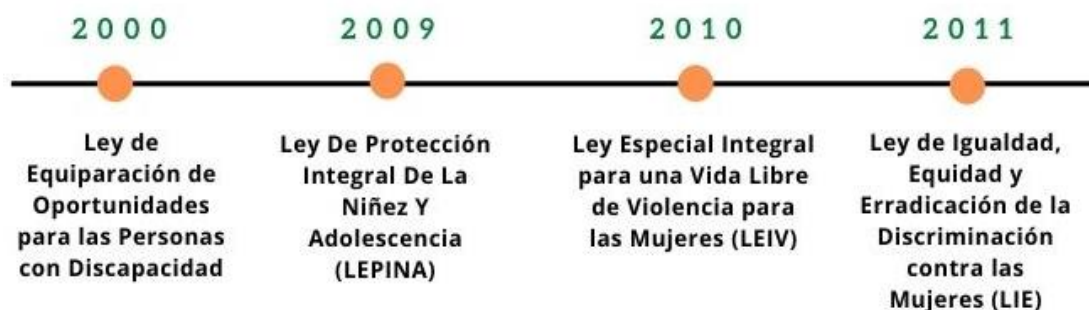 2000
Ley de
Equiparación de
Oportunidades
para las Personas
con Discapacidad
2009
Ley De Protección
Integral De La
Niñez Y
Adolescencia
(LEPINA)
2010
Ley Especial Integral
para una Vida Libre
de Violencia para
las Mujeres (LEIV)
2011
Ley de Igualdad,
Equidad y
Erradicación de la
Discriminación
contra las
Mujeres (LIE)